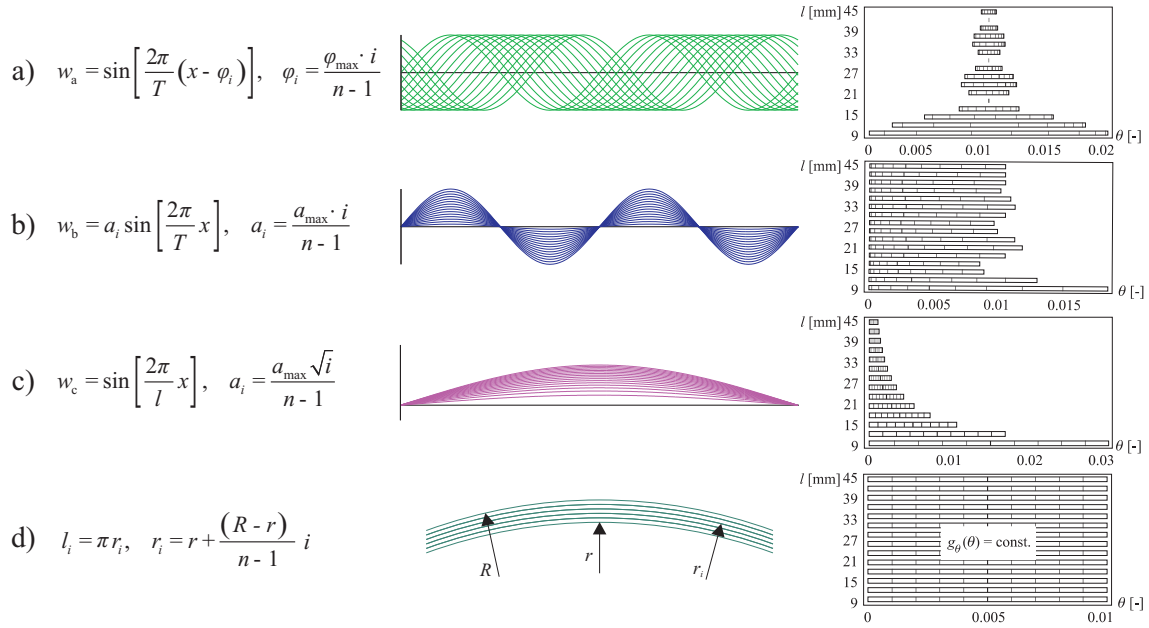 a) w_a = sin[2π/T (x - φ_i)], φ_i = φ_max · i / n - 1
l [mm] 45
39
33
27
21
15
9
θ [-]
0 0.005 0.01 0.015 0.02
b) w_b = a_i sin[2π/T x], a_i = a_max · i / n - 1
l [mm] 45
39
33
27
21
15
9
θ [-]
0 0.005 0.01 0.015
c) w_c = sin[2π/l x], a_i = a_max √i / n - 1
l [mm] 45
39
33
27
21
15
9
θ [-]
0 0.01 0.02 0.03
d) l_i = πr_i, r_i = r + (R - r) / n - 1 i
R r r_i
l [mm] 45
39
33
27
21
15
9
g_θ(θ) = const.
θ [-]
0 0.005 0.01